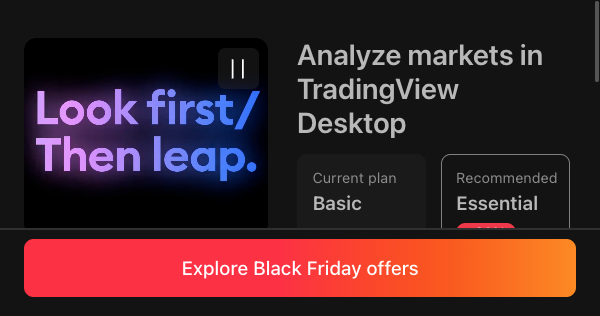 Look first/
Then leap.
Analyze markets in
TradingView
Desktop
Current plan
Basic
Recommended
Essential
Explore Black Friday offers